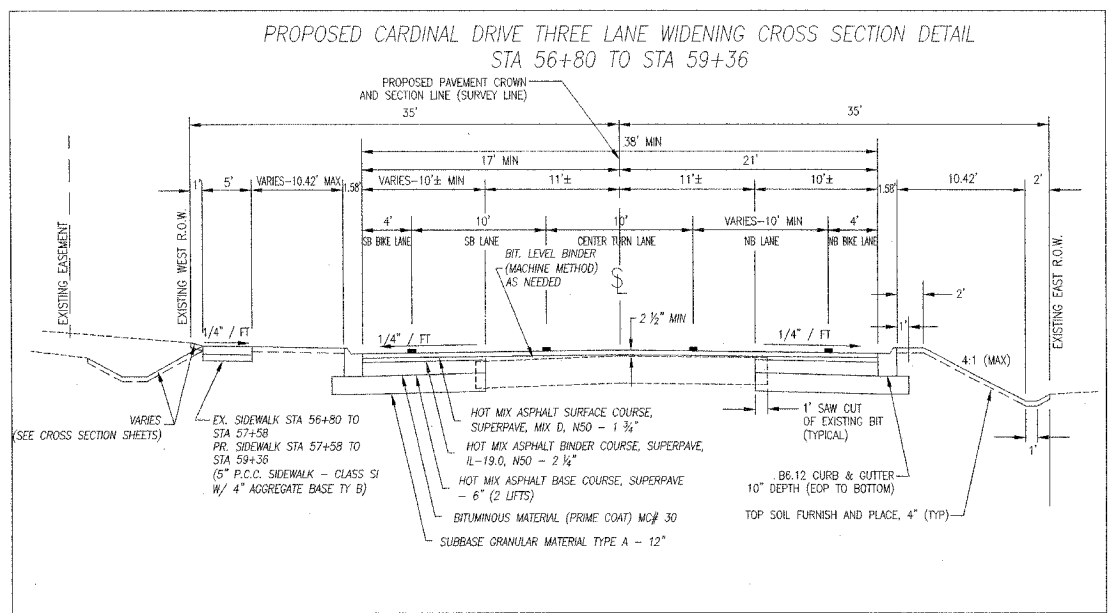 PROPOSED CARDINAL DRIVE THREE LANE WIDENING CROSS SECTION DETAIL
STA 56+80 TO STA 59+36
PROPOSED PAVEMENT CROWN
AND SECTION LINE (SURVEY LINE)
35'
35'
38' MIN
17' MIN
21'
1'
5'
VARIES-10.42' MAX
1.58'
VARIES-10'± MIN
11'±
11'±
10'±
1.58'
10.42'
2'
4'
10'
10'
VARIES-10' MIN
4'
SB BIKE LANE
SB LANE
CENTER TURN LANE
NB LANE
NB BIKE LANE
EXISTING EASEMENT
EXISTING WEST R.O.W.
EXISTING EAST R.O.W.
BIT. LEVEL BINDER
(MACHINE METHOD)
AS NEEDED
2'
1'
1/4" / FT
1/4" / FT
2 ½" MIN
1/4" / FT
4:1 (MAX)
VARIES
(SEE CROSS SECTION SHEETS)
EX. SIDEWALK STA 56+80 TO
STA 57+58
PR. SIDEWALK STA 57+58 TO
STA 59+36
(5" P.C.C. SIDEWALK - CLASS SI
W/ 4" AGGREGATE BASE TY B)
HOT MIX ASPHALT SURFACE COURSE,
SUPERPAVE, MIX D, N50 - 1 ¾"
HOT MIX ASPHALT BINDER COURSE, SUPERPAVE,
IL-19.0, N50 - 2 ¼"
HOT MIX ASPHALT BASE COURSE, SUPERPAVE
- 6" (2 LIFTS)
BITUMINOUS MATERIAL (PRIME COAT) MC# 30
SUBBASE GRANULAR MATERIAL TYPE A - 12"
1' SAW CUT
OF EXISTING BIT
(TYPICAL)
B6.12 CURB & GUTTER
10" DEPTH (EOP TO BOTTOM)
TOP SOIL FURNISH AND PLACE, 4" (TYP)
1'